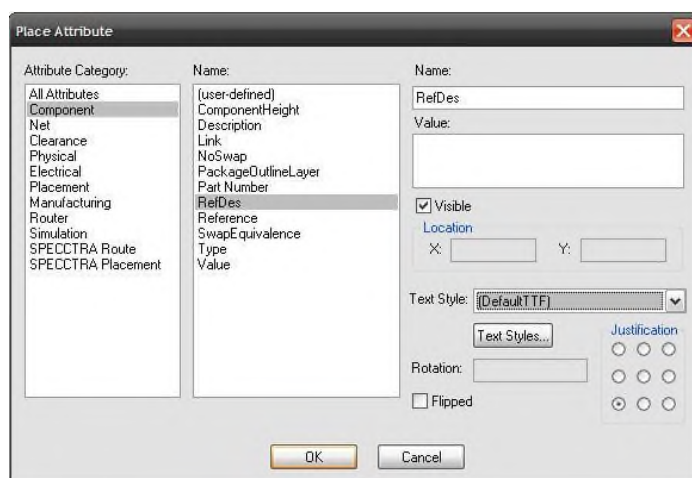 Place Attribute
Attribute Category:
All Attributes
Component
Net
Clearance
Physical
Electrical
Placement
Manufacturing
Router
Simulation
SPECCTRA Route
SPECCTRA Placement
Name:
(user-defined)
ComponentHeight
Description
Link
NoSwap
PackageOutlineLayer
Part Number
RefDes
Reference
SwapEquivalence
Type
Value
Name:
RefDes
Value:
Visible
Location
X: Y:
Text Style: (DefaultTTF)
Text Styles...
Justification
Rotation:
Flipped
OK Cancel